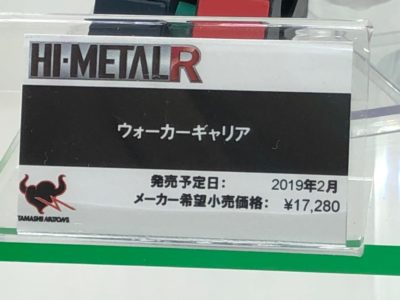 HI-METAL R
ウォーカーギャリア
発売予定日: 2019年2月
メーカー希望小売価格: ¥17,280
TAMASHII NATIONS